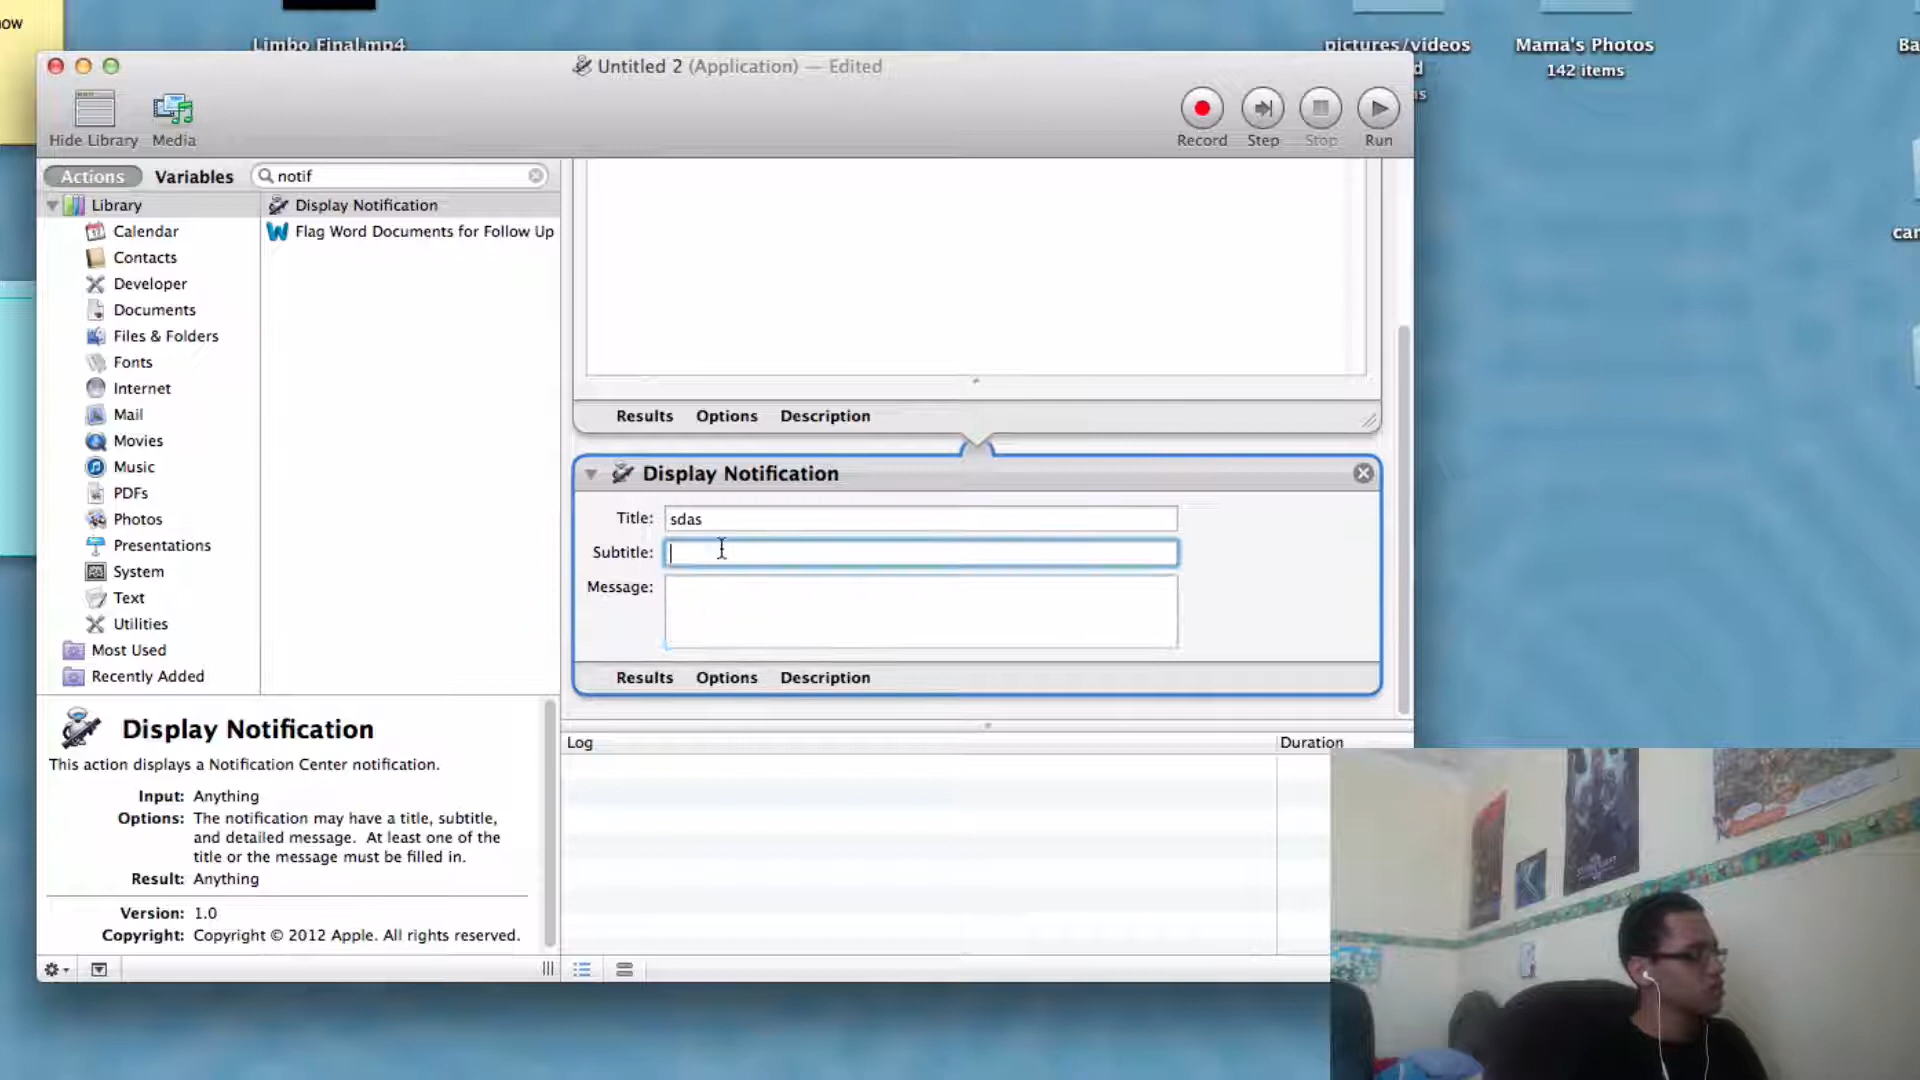 ow
Limbo Final.mp4
pictures/videos
d
ns
Mama's Photos
142 items
Ba
car
Untitled 2 (Application) — Edited
Hide Library
Media
Record
Step
Stop
Run
Actions
Variables
notif
Library
Calendar
Contacts
Developer
Documents
Files & Folders
Fonts
Internet
Mail
Movies
Music
PDFs
Photos
Presentations
System
Text
Utilities
Most Used
Recently Added
Display Notification
Flag Word Documents for Follow Up
Results Options Description
Display Notification
Title: sdas
Subtitle:
Message:
Results Options Description
Display Notification
This action displays a Notification Center notification.
Input: Anything
Options: The notification may have a title, subtitle,
and detailed message. At least one of the
title or the message must be filled in.
Result: Anything
Version: 1.0
Copyright: Copyright © 2012 Apple. All rights reserved.
Log
Duration